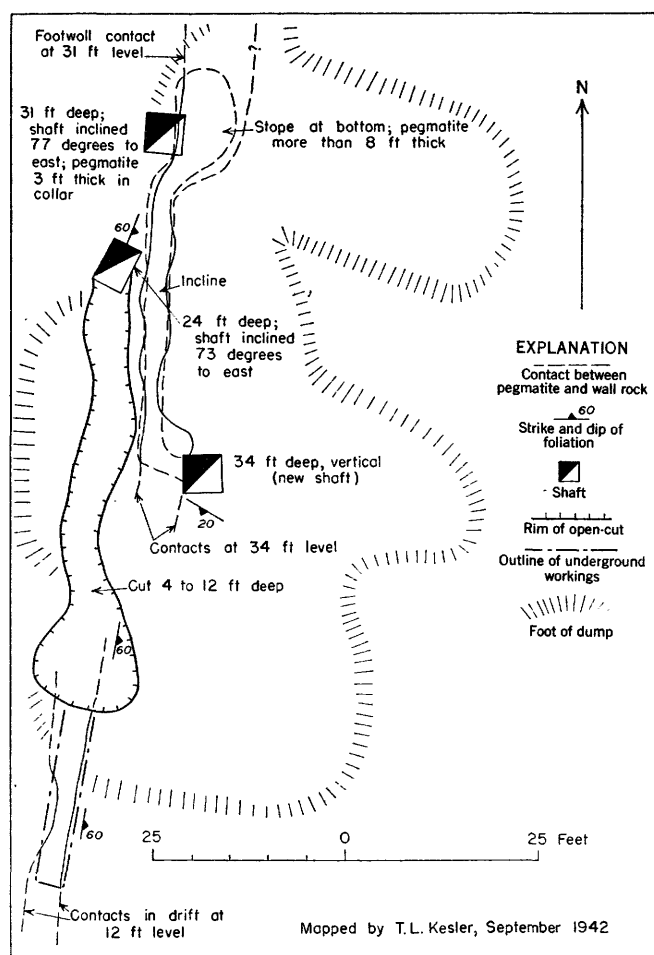 Footwoll contact
at 31 ft level
?
N
31 ft deep;
shaft inclined
77 degrees to
east; pegmatite
3 ft thick in
collar
Stope at bottom; pegmatite
more than 8 ft thick
60
Incline
24 ft deep;
shaft inclined
73 degrees
to east
34 ft deep, vertical
(new shaft)
20
Contacts at 34 ft level
Cut 4 to 12 ft deep
60
60
Contacts in drift at
12 ft level
EXPLANATION
Contact between
pegmatite and wall rock
60
Strike and dip of
foliation
Shaft
Rim of open-cut
Outline of underground
workings
Foot of dump
25 0 25 Feet
Mapped by T.L. Kesler, September 1942